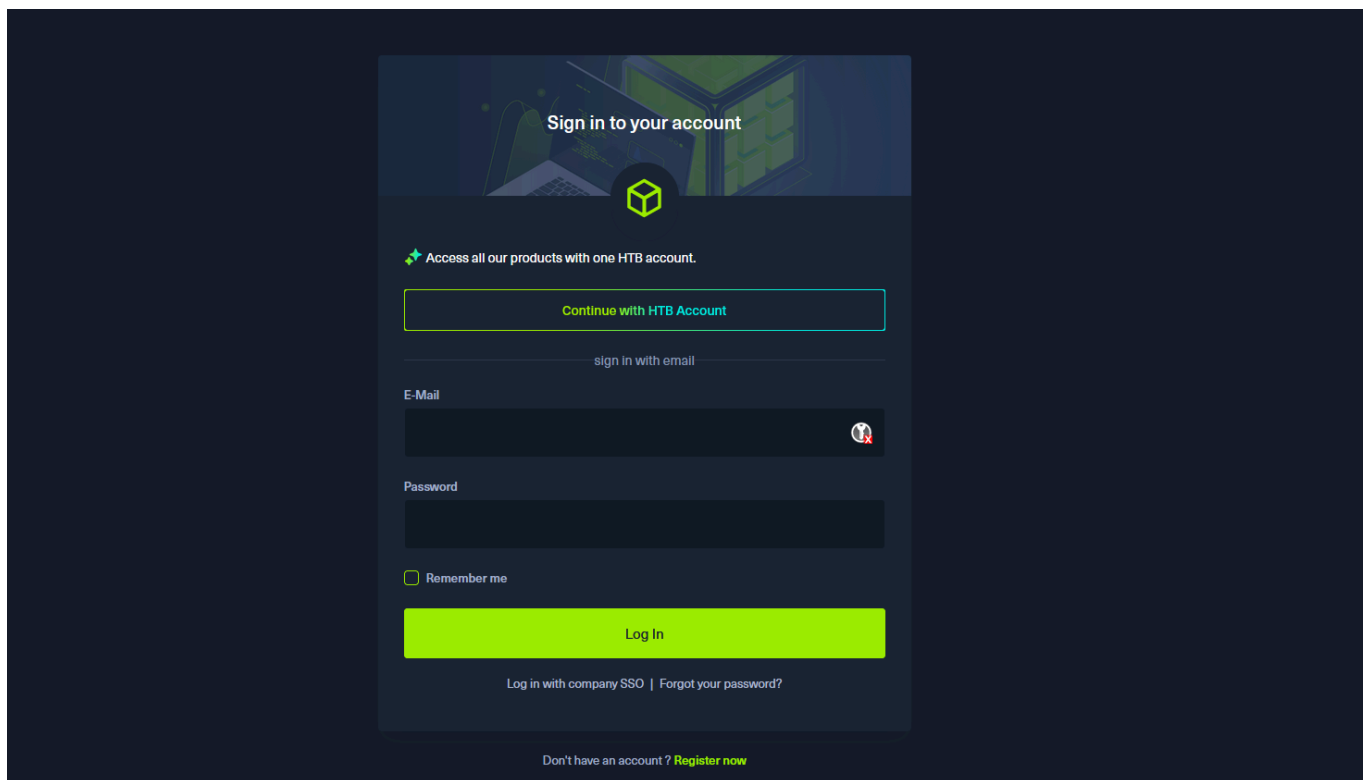 Sign in to your account
Access all our products with one HTB account.
Continue with HTB Account
sign in with email
E-Mail
Password
Remember me
Log In
Log in with company SSO | Forgot your password?
Don't have an account ? Register now